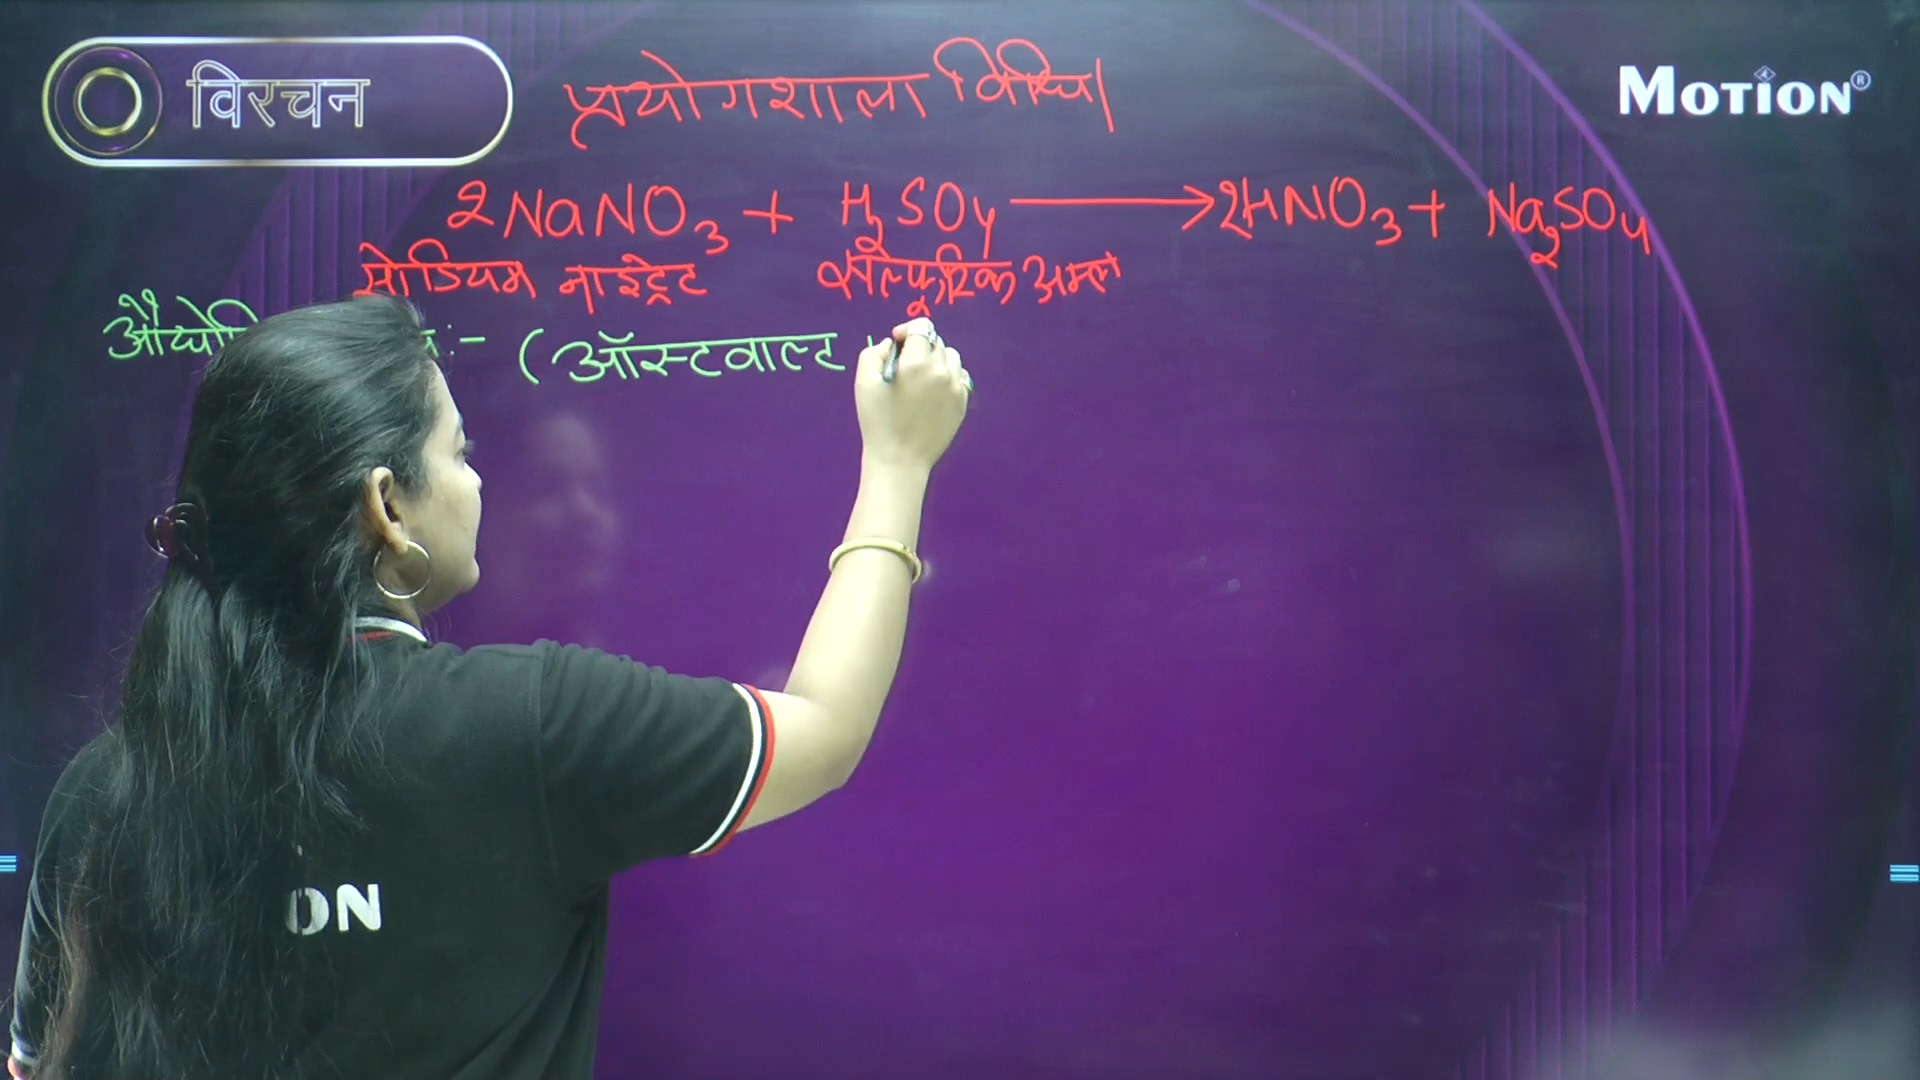 विरचन
प्रयोगशाला विधि
MOTION®
2NaNO3 + H2SO4 → 2HNO3 + Na2SO4
सोडियम नाइट्रेट सल्फ्यूरिक अम्ल
:- (ऑस्टवाल्ट
ON